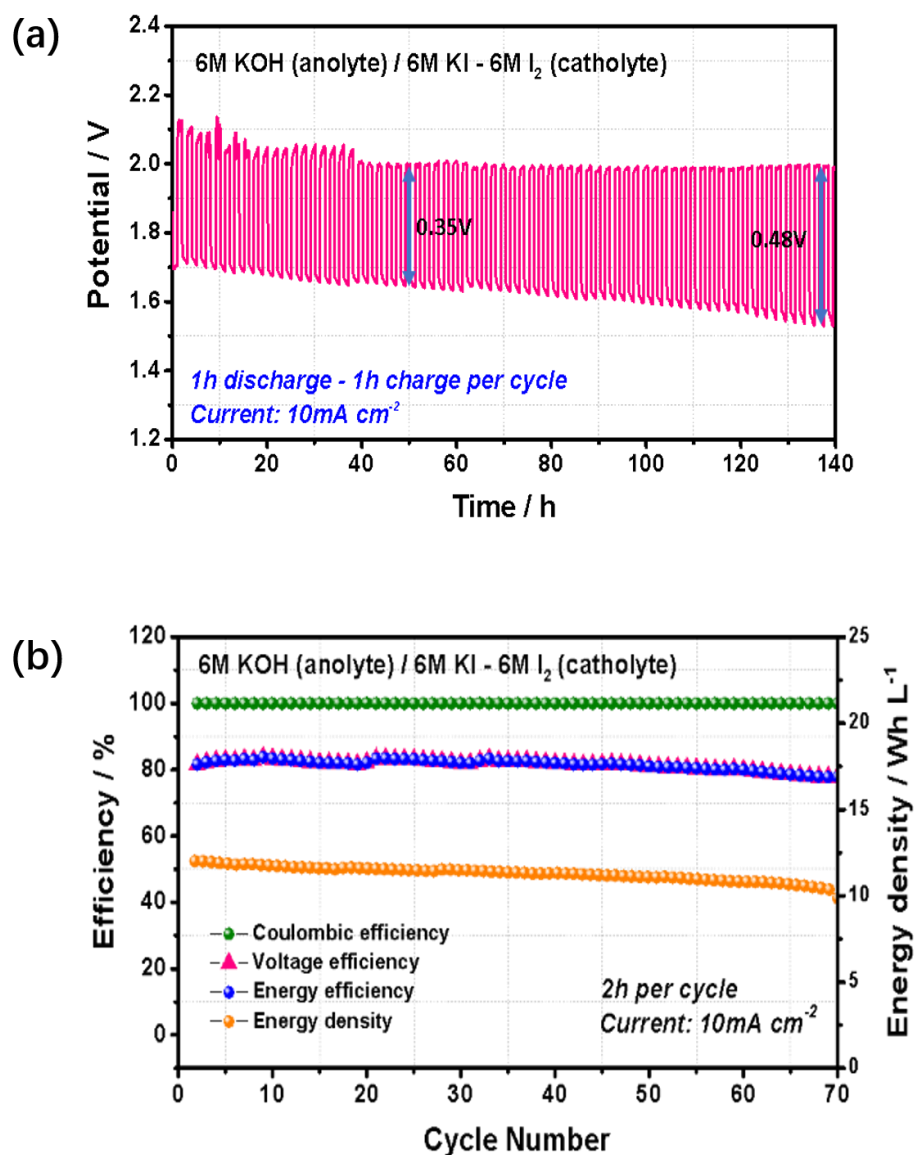 (a)
2.4
2.2
2.0
1.8
1.6
1.4
1.2
Potential / V
6M KOH (anolyte) / 6M KI - 6M I₂ (catholyte)
0.35V
0.48V
1h discharge - 1h charge per cycle
Current: 10mA cm⁻²
0 20 40 60 80 100 120 140
Time / h
(b)
120
100
80
60
40
20
0
Efficiency / %
6M KOH (anolyte) / 6M KI - 6M I₂ (catholyte)
Coulombic efficiency
Voltage efficiency
Energy efficiency
Energy density
2h per cycle
Current: 10mA cm⁻²
25
20
15
10
5
0
Energy density / Wh L⁻¹
0 10 20 30 40 50 60 70
Cycle Number